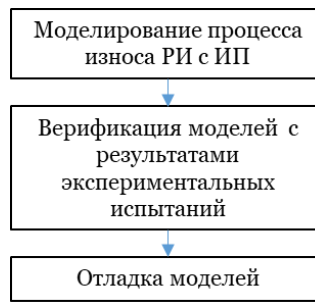 Моделирование процесса
износа РИ с ИП
Верификация моделей с
результатами
экспериментальных
испытаний
Отладка моделей